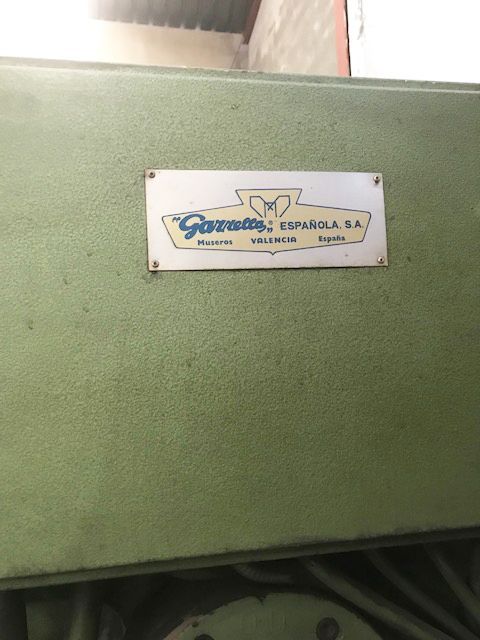 "Garrella"® ESPAÑOLA, S.A.
Museros VALENCIA España